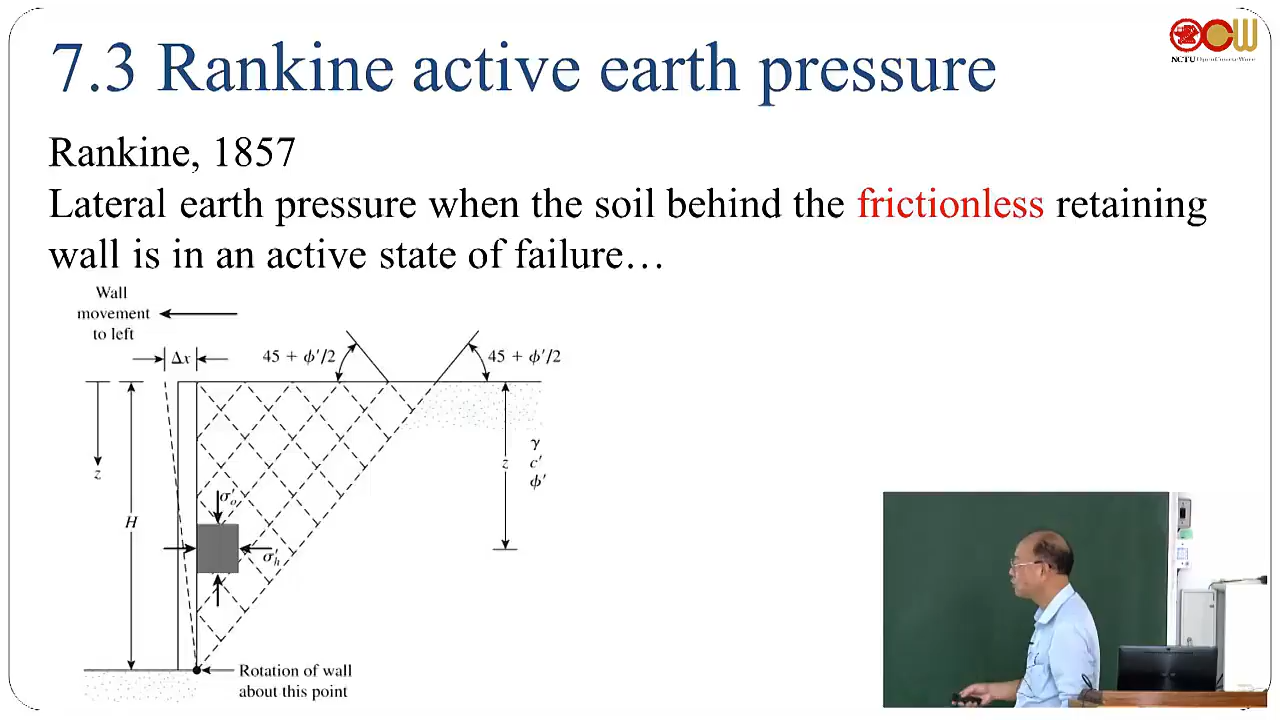 7.3 Rankine active earth pressure
NCTU OpenCourseWare
Rankine, 1857
Lateral earth pressure when the soil behind the frictionless retaining
wall is in an active state of failure…
Wall
movement
to left
Δx
45 + ϕ′/2
45 + ϕ′/2
z
H
σ′o
σ′h
z
γ
c′
ϕ′
Rotation of wall
about this point